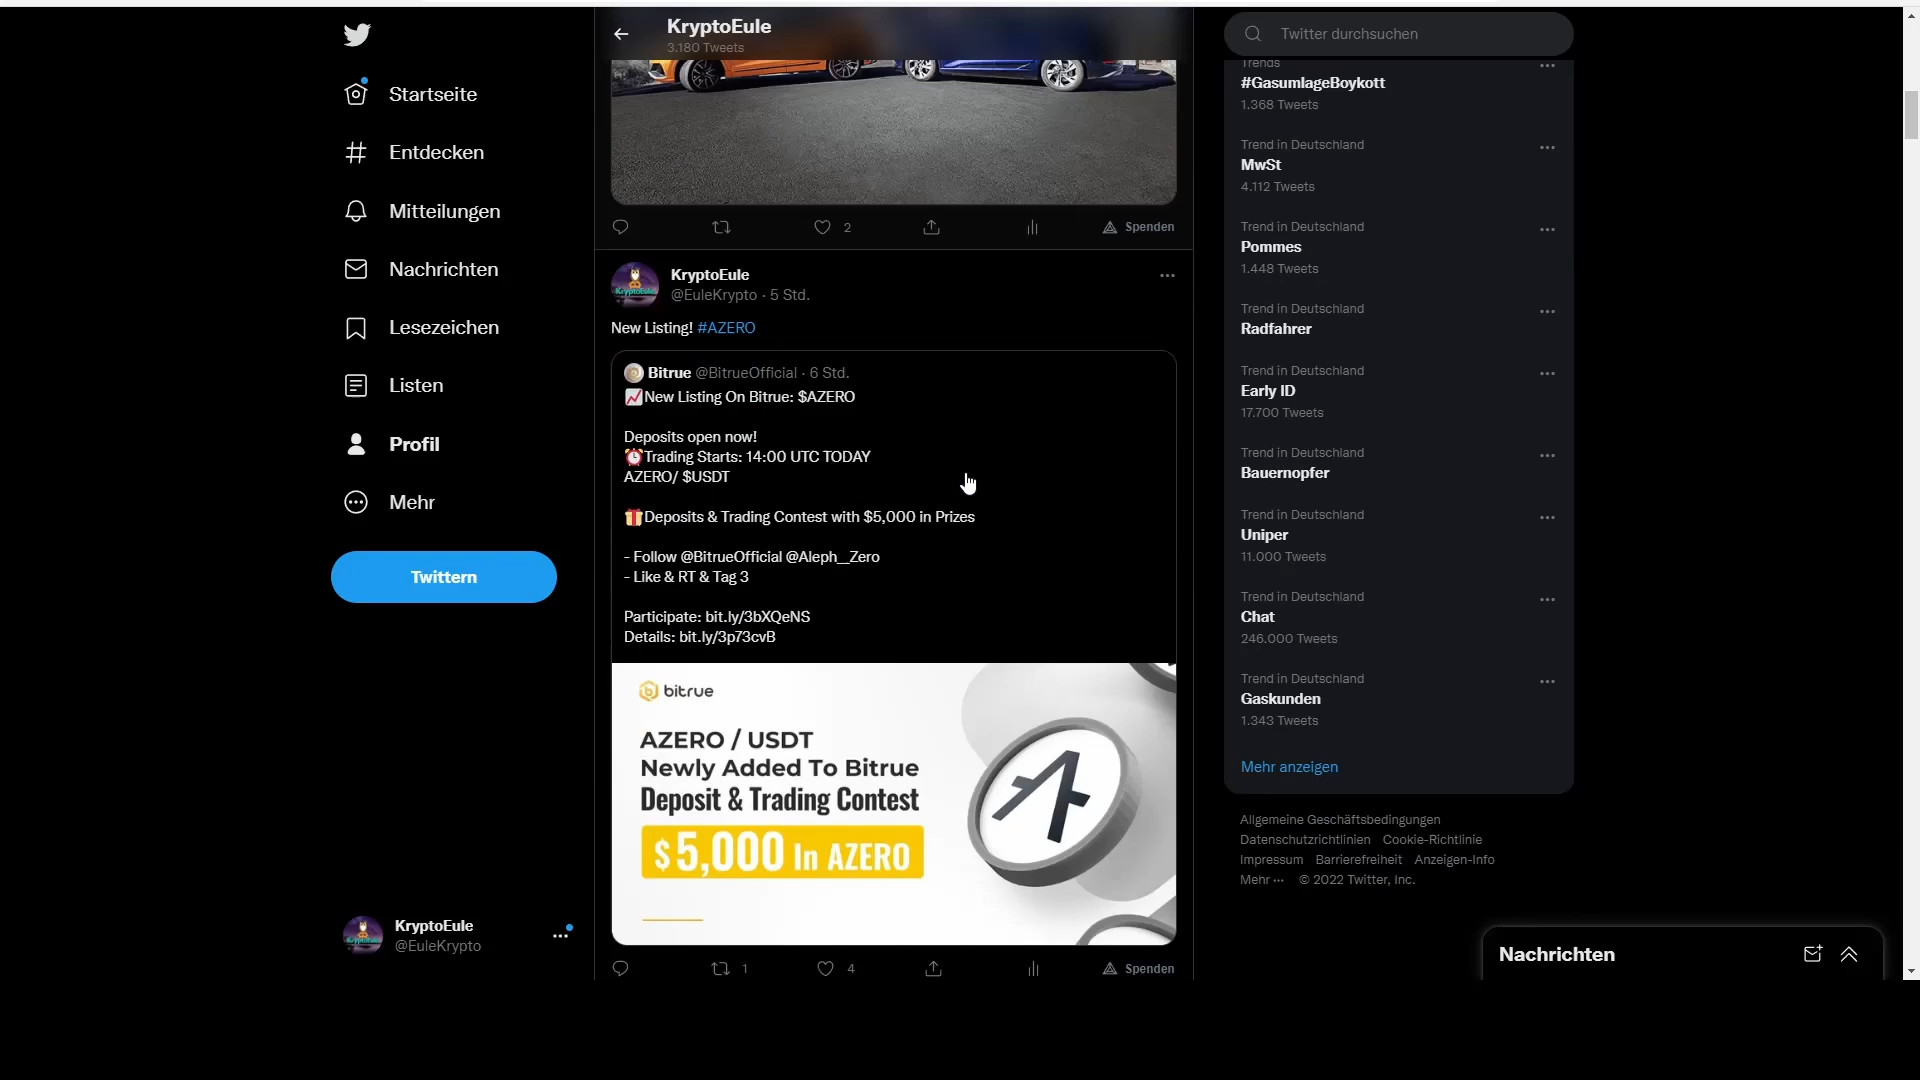 Startseite
Entdecken
Mitteilungen
Nachrichten
Lesezeichen
Listen
Profil
Mehr
Twittern
KryptoEule
@EuleKrypto
KryptoEule
3.180 Tweets
2
Spenden
KryptoEule
@EuleKrypto · 5 Std.
New Listing! #AZERO
Bitrue @BitrueOfficial · 6 Std.
New Listing On Bitrue: $AZERO
Deposits open now!
Trading Starts: 14:00 UTC TODAY
AZERO/ $USDT
Deposits & Trading Contest with $5,000 in Prizes
- Follow @BitrueOfficial @Aleph__Zero
- Like & RT & Tag 3
Participate: bit.ly/3bXQeNS
Details: bit.ly/3p73cvB
bitrue
AZERO / USDT
Newly Added To Bitrue
Deposit & Trading Contest
$5,000 In AZERO
1
4
Spenden
Twitter durchsuchen
Trends
#GasumlageBoykott
1.368 Tweets
Trend in Deutschland
MwSt
4.112 Tweets
Trend in Deutschland
Pommes
1.448 Tweets
Trend in Deutschland
Radfahrer
Trend in Deutschland
Early ID
17.700 Tweets
Trend in Deutschland
Bauernopfer
Trend in Deutschland
Uniper
11.000 Tweets
Trend in Deutschland
Chat
246.000 Tweets
Trend in Deutschland
Gaskunden
1.343 Tweets
Mehr anzeigen
Allgemeine Geschäftsbedingungen
Datenschutzrichtlinien Cookie-Richtlinie
Impressum Barrierefreiheit Anzeigen-Info
Mehr ··· © 2022 Twitter, Inc.
Nachrichten